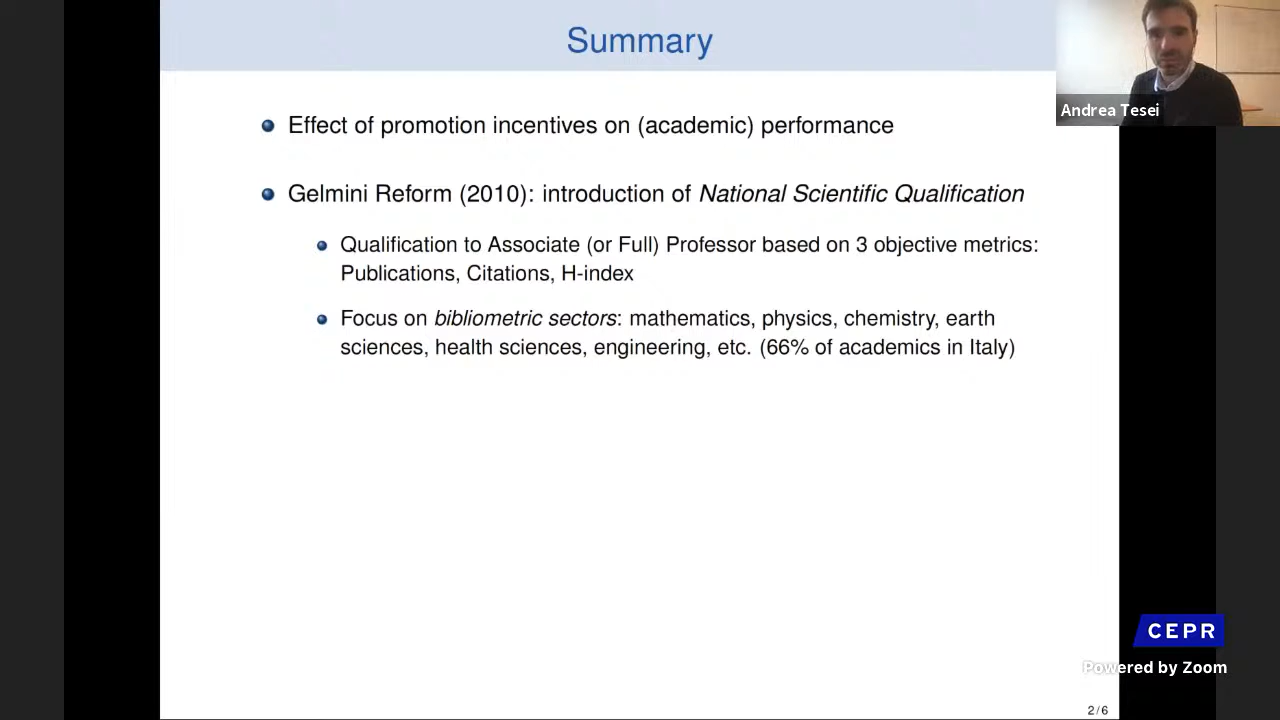 Summary
Andrea Tesei
Effect of promotion incentives on (academic) performance
Gelmini Reform (2010): introduction of National Scientific Qualification
Qualification to Associate (or Full) Professor based on 3 objective metrics:
Publications, Citations, H-index
Focus on bibliometric sectors: mathematics, physics, chemistry, earth
sciences, health sciences, engineering, etc. (66% of academics in Italy)
CEPR
Powered by Zoom
2/6